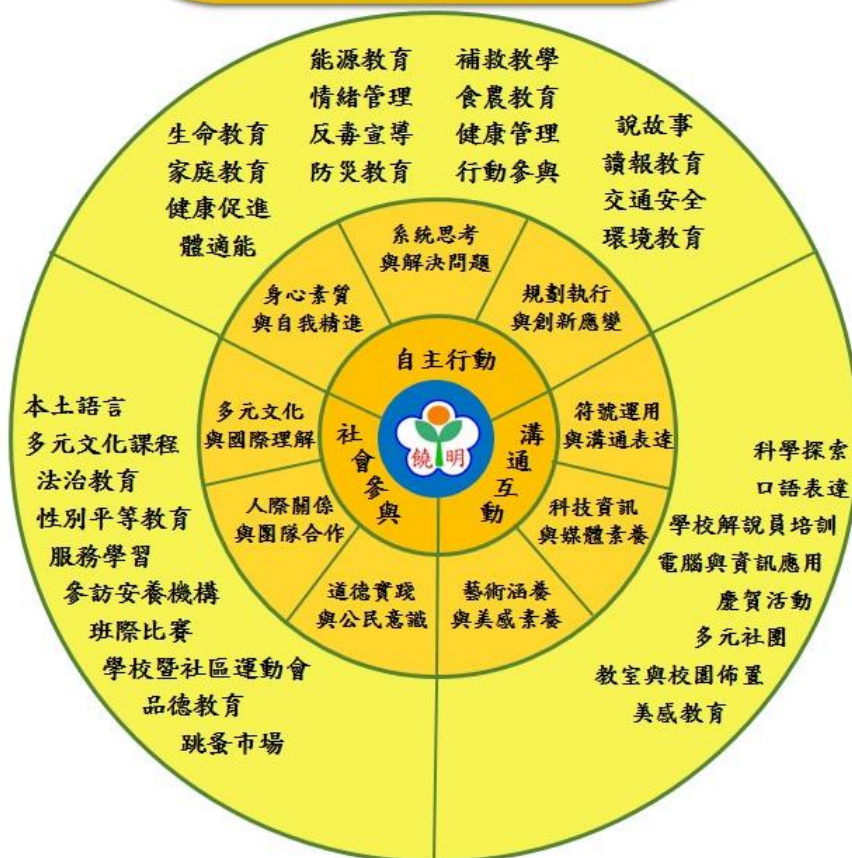 能源教育
情緒管理
反毒宣導
防災教育
補救教學
食農教育
健康管理
行動參與
生命教育
家庭教育
健康促進
體適能
說故事
讀報教育
交通安全
環境教育
系統思考
與解決問題
身心素質
與自我精進
規劃執行
與創新應變
自主行動
多元文化
與國際理解
社會參與
饒明
溝通互動
符號運用
與溝通表達
人際關係
與團隊合作
科技資訊
與媒體素養
道德實踐
與公民意識
藝術涵養
與美感素養
本土語言
多元文化課程
法治教育
性別平等教育
服務學習
參訪安養機構
班際比賽
學校暨社區運動會
品德教育
跳蚤市場
科學探索
口語表達
學校解說員培訓
電腦與資訊應用
慶賀活動
多元社團
教室與校園佈置
美感教育